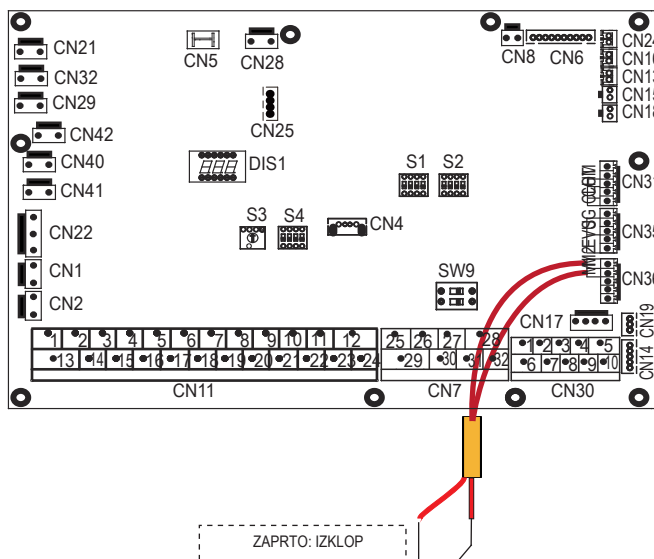 CN21
CN32
CN29
CN42
CN40
CN41
CN22
CN1
CN2
CN5
CN28
CN25
DIS1
CN8
CN6
CN24
CN16
CN13
CN15
CN18
S1
S2
S3
S4
CN4
SW9
CN31
EVU SG
CN35
M1 M2
CN36
CN17
CN19
CN14
1 2 3 4 5 6 7 8 9 10 11 12
13 14 15 16 17 18 19 20 21 22 23 24
CN11
25 26 27 28
29 30 31 32
CN7
1 2 3 4 5
6 7 8 9 10
CN30
ZAPRTO: IZKLOP